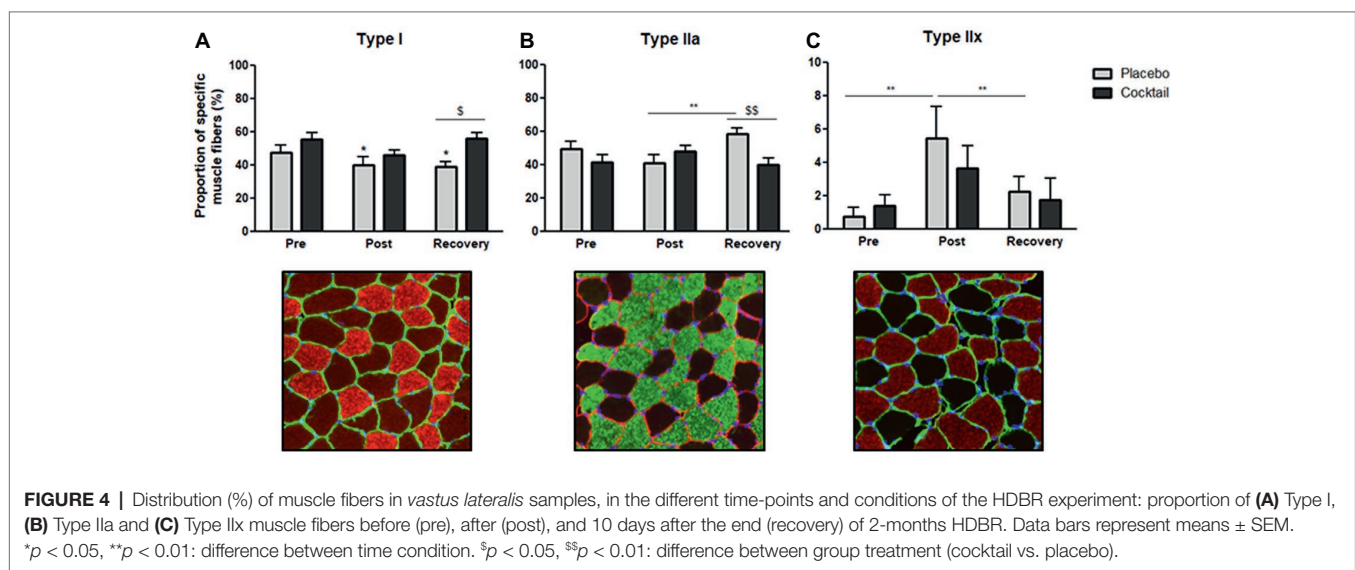 A Type I
B Type IIa
C Type IIx
Proportion of specific
muscle fibers (%)
100
80
60
40
20
0
$
*
*
Pre Post Recovery
100
80
60
40
20
0
**
$$
Pre Post Recovery
10
8
6
4
2
0
** **
Pre Post Recovery
Placebo
Cocktail
FIGURE 4 | Distribution (%) of muscle fibers in vastus lateralis samples, in the different time-points and conditions of the HDBR experiment: proportion of (A) Type I,
(B) Type IIa and (C) Type IIx muscle fibers before (pre), after (post), and 10 days after the end (recovery) of 2-months HDBR. Data bars represent means ± SEM.
*p < 0.05, **p < 0.01: difference between time condition. $p < 0.05, $$p < 0.01: difference between group treatment (cocktail vs. placebo).